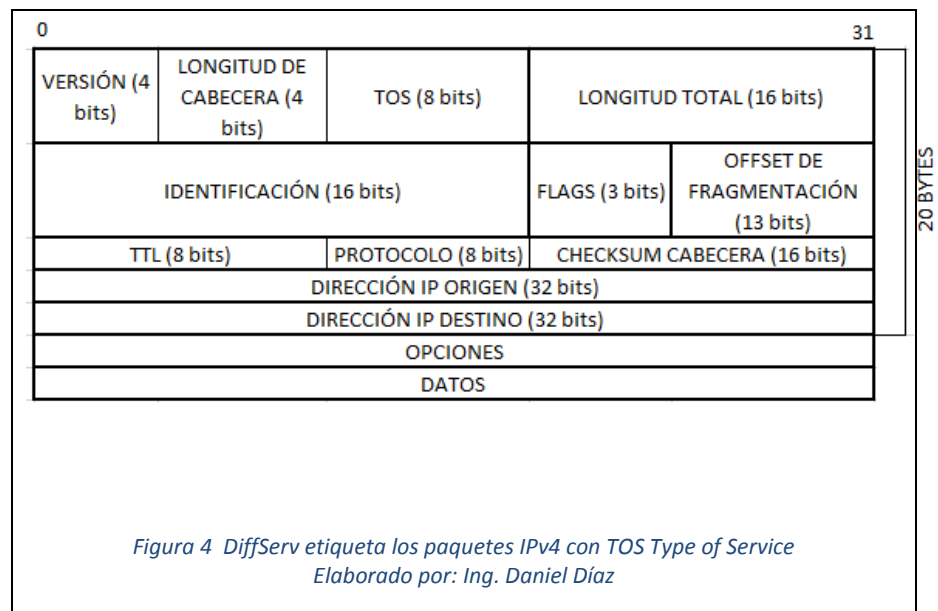 0 31
VERSIÓN (4 bits) LONGITUD DE CABECERA (4 bits) TOS (8 bits) LONGITUD TOTAL (16 bits)
IDENTIFICACIÓN (16 bits) FLAGS (3 bits) OFFSET DE FRAGMENTACIÓN (13 bits)
20 BYTES
TTL (8 bits) PROTOCOLO (8 bits) CHECKSUM CABECERA (16 bits)
DIRECCIÓN IP ORIGEN (32 bits)
DIRECCIÓN IP DESTINO (32 bits)
OPCIONES
DATOS
Figura 4 DiffServ etiqueta los paquetes IPv4 con TOS Type of Service
Elaborado por: Ing. Daniel Díaz